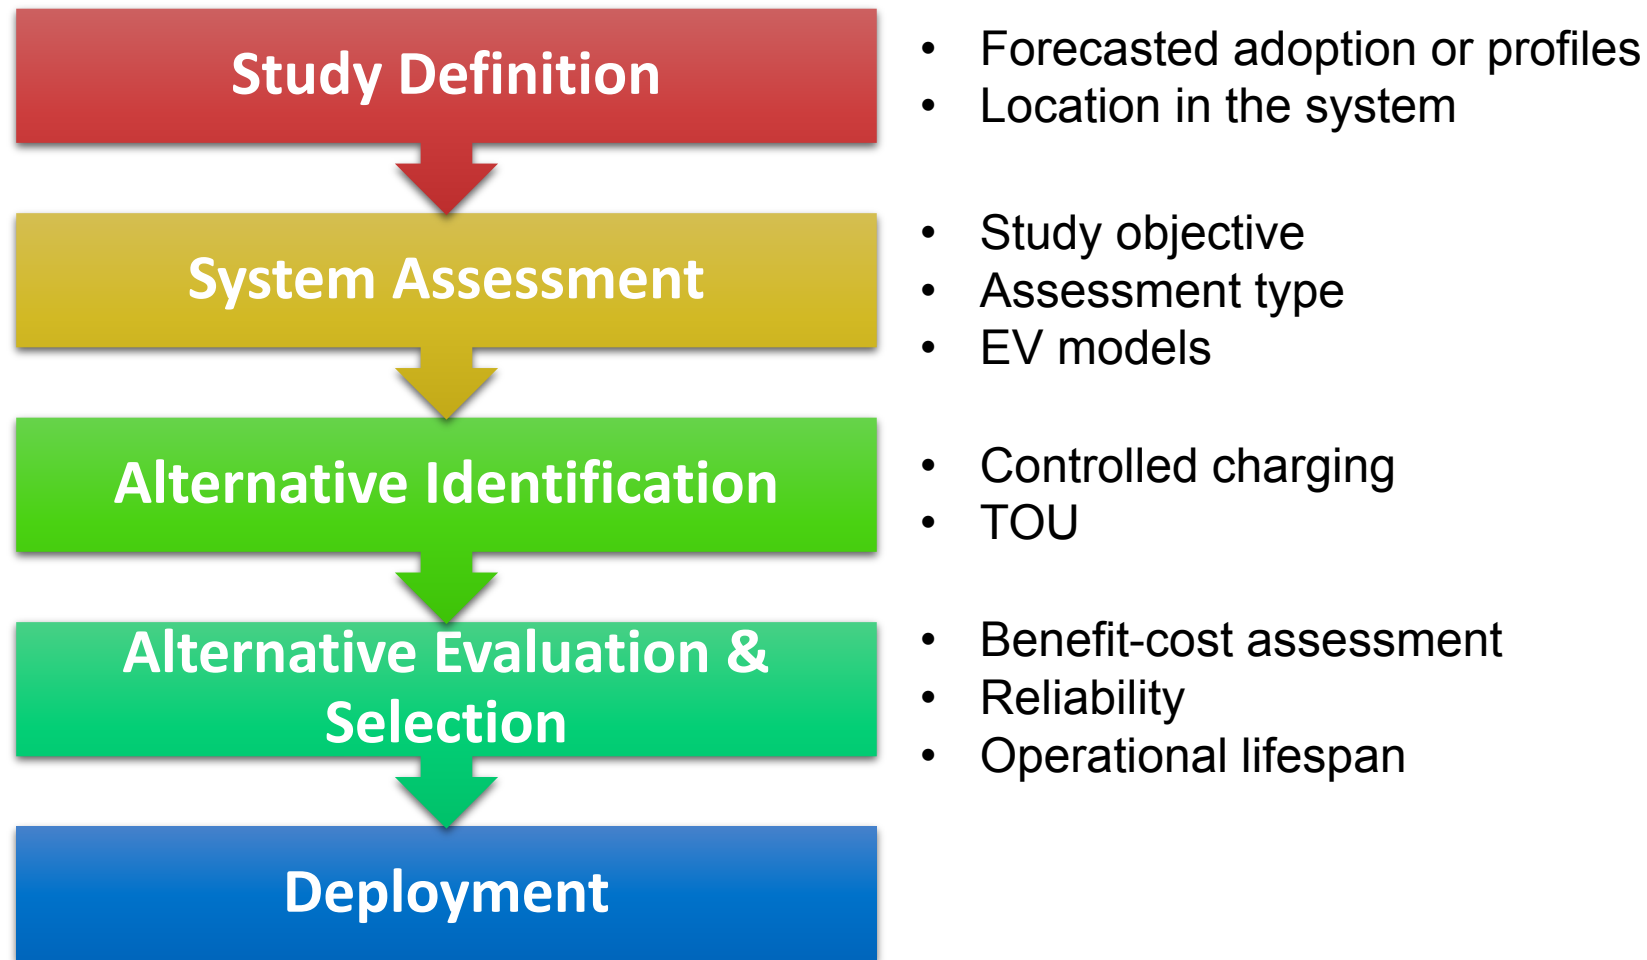 Study Definition
• Forecasted adoption or profiles
• Location in the system
System Assessment
• Study objective
• Assessment type
• EV models
Alternative Identification
• Controlled charging
• TOU
Alternative Evaluation &
Selection
• Benefit-cost assessment
• Reliability
• Operational lifespan
Deployment